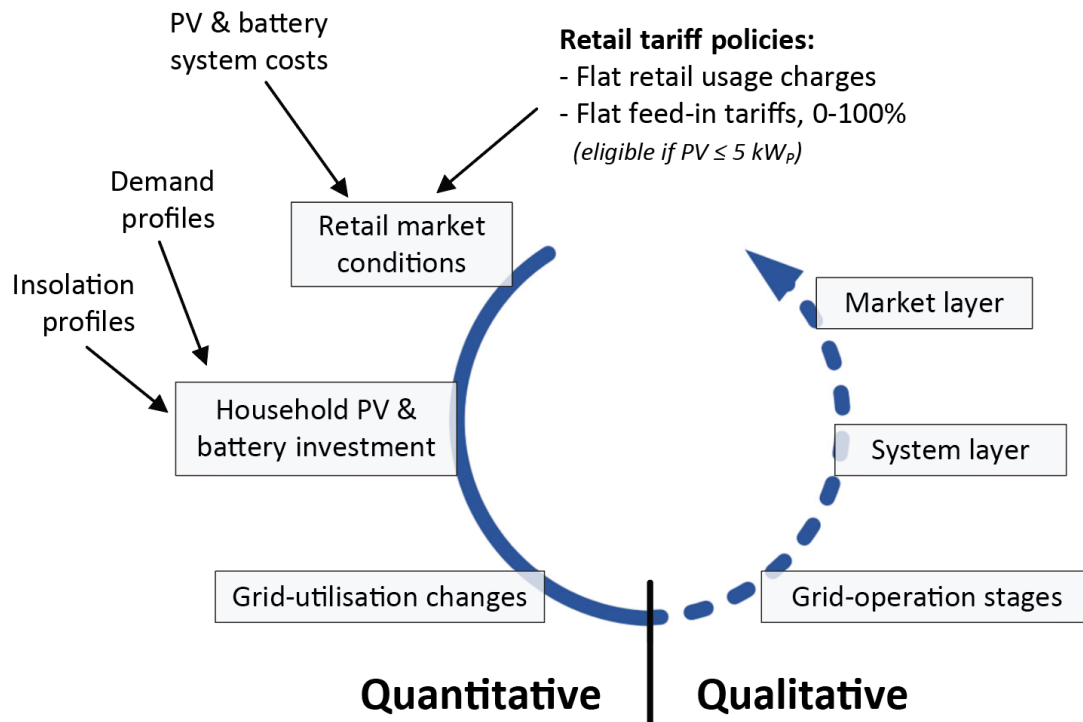 PV & battery
system costs
Retail tariff policies:
- Flat retail usage charges
- Flat feed-in tariffs, 0-100%
(eligible if PV ≤ 5 kWP)
Demand
profiles
Retail market
conditions
Insolation
profiles
Market layer
Household PV &
battery investment
System layer
Grid-utilisation changes
Grid-operation stages
Quantitative
Qualitative